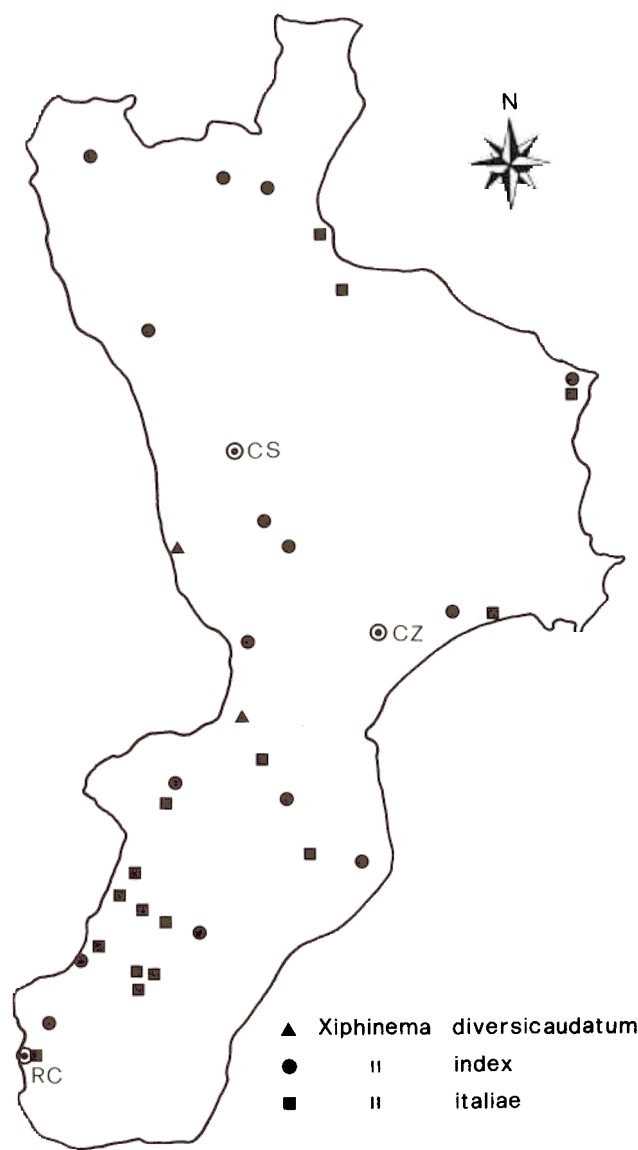 N
CS
CZ
RC
▲ Xiphinema diversicaudatum
● " index
■ " italiae